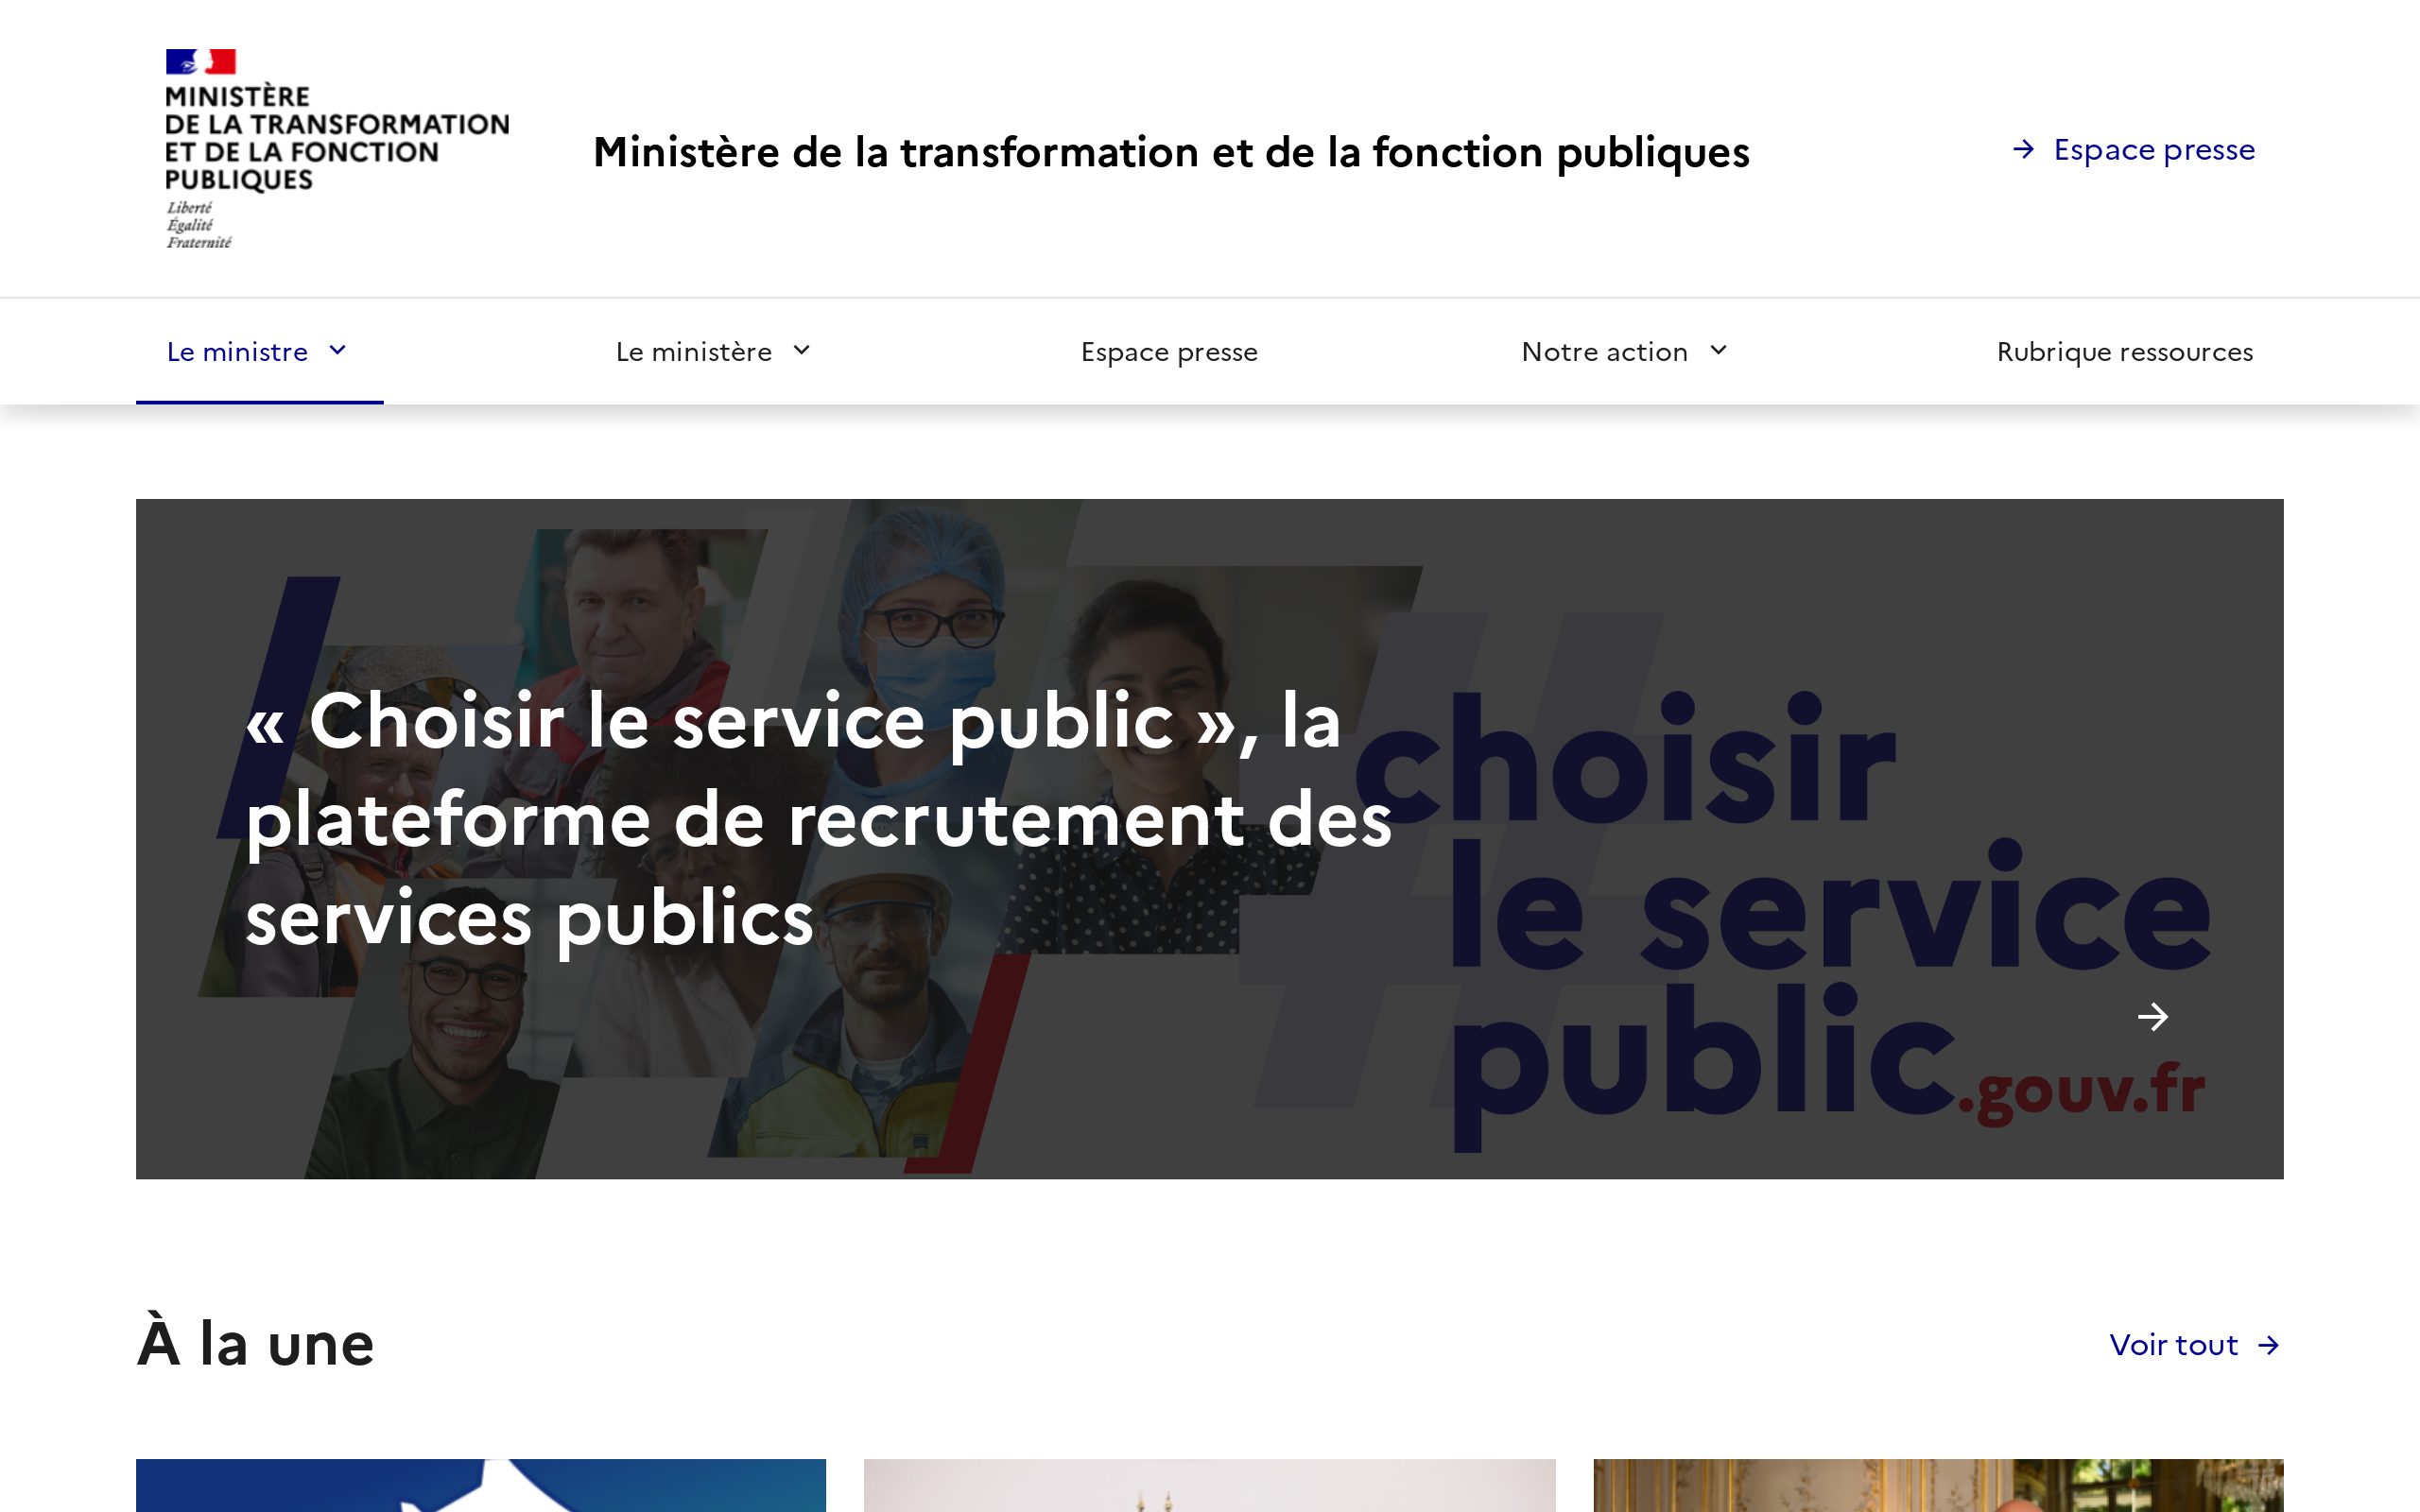 MINISTÈRE
DE LA TRANSFORMATION
ET DE LA FONCTION
PUBLIQUES
Liberté
Égalité
Fraternité
Ministère de la transformation et de la fonction publiques
Espace presse
Le ministre
Le ministère
Espace presse
Notre action
Rubrique ressources
« Choisir le service public », la
plateforme de recrutement des
services publics
choisir
le service
public.gouv.fr
À la une
Voir tout